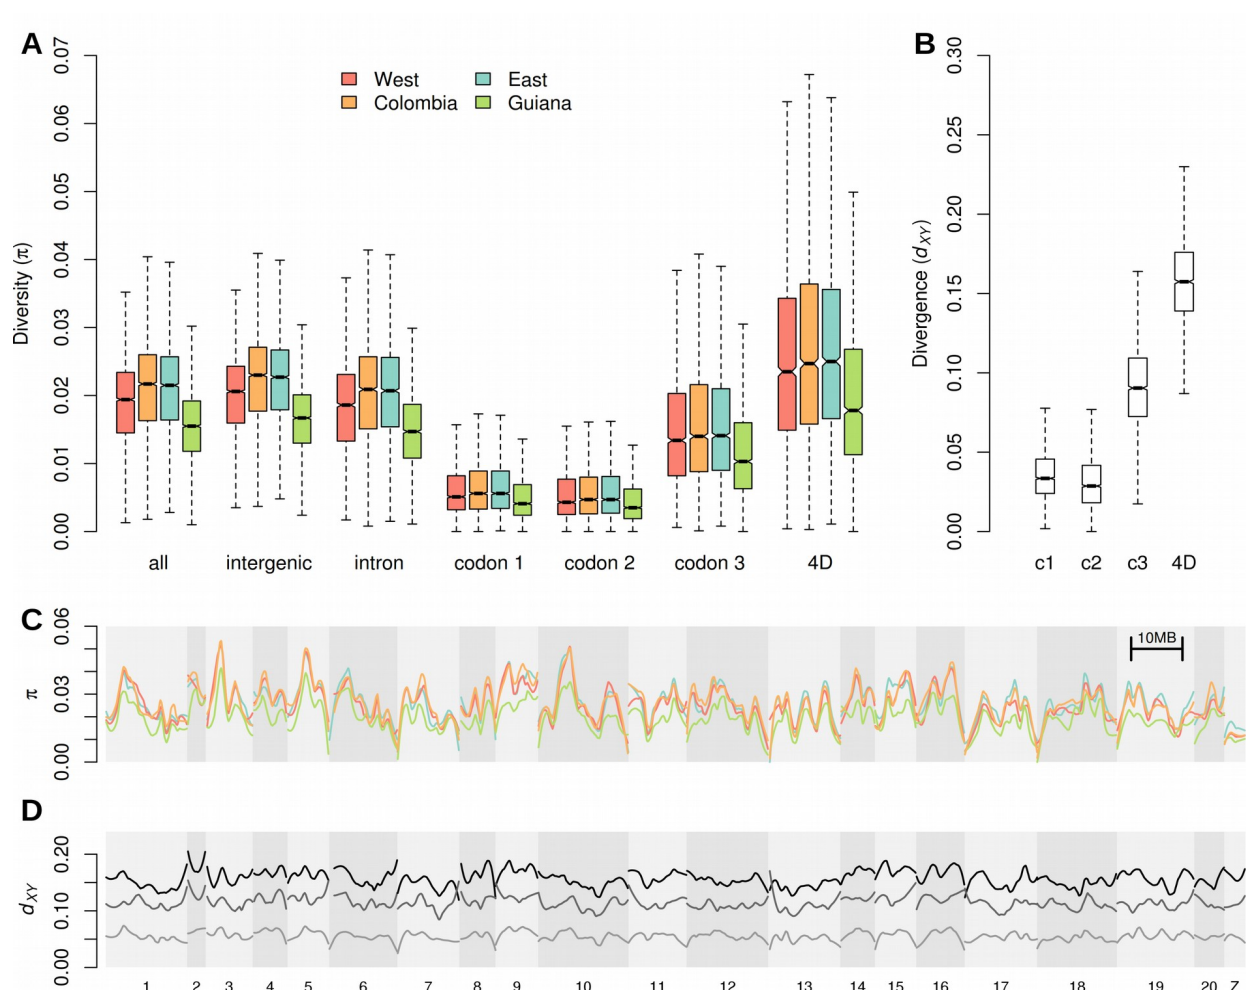 A
B
0.07
0.06
0.05
0.04
0.03
0.02
0.01
0.00
Diversity (π)
West
East
Colombia
Guiana
all intergenic intron codon 1 codon 2 codon 3 4D
0.30
0.25
0.20
0.15
0.10
0.05
0.00
Divergence (dXY)
c1 c2 c3 4D
C
0.06
0.03
0.00
π
10MB
D
0.20
0.10
0.00
dXY
1 2 3 4 5 6 7 8 9 10 11 12 13 14 15 16 17 18 19 20 Z